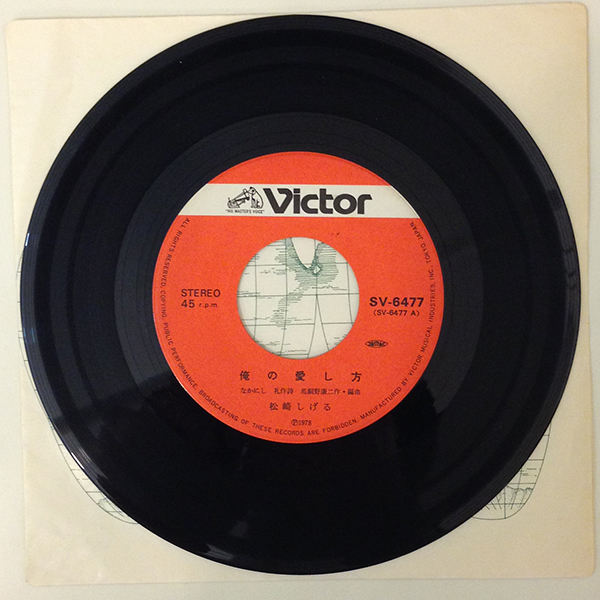 "HIS MASTER'S VOICE"
Victor
STEREO
45 r.p.m.
SV-6477
(SV-6477 A)
JASRAC
俺の愛し方
なかにし 礼作詩 馬飼野康二作・編曲
松崎しげる
Ⓟ1978
ALL RIGHTS RESERVED, COPYING, PUBLIC PERFORMANCE, BROADCASTING OF THESE RECORDS ARE FORBIDDEN. MANUFACTURED BY VICTOR MUSICAL INDUSTRIES, INC., TOKYO, JAPAN